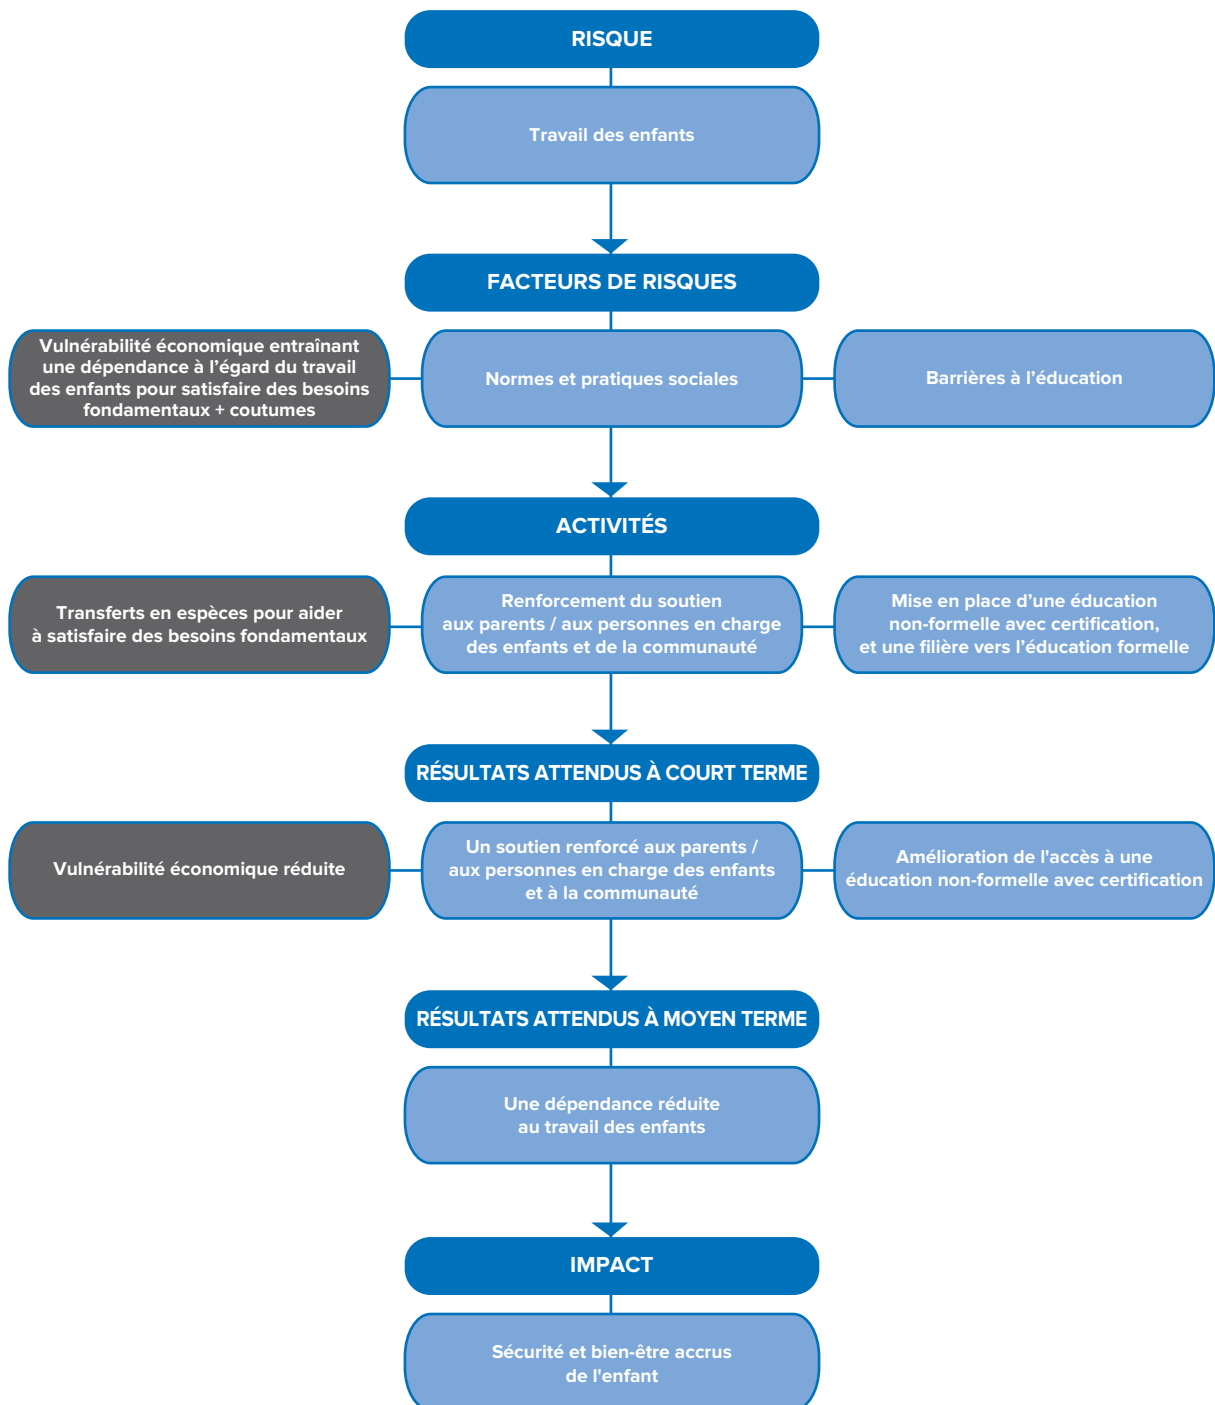 RISQUE
Travail des enfants
FACTEURS DE RISQUES
Vulnérabilité économique entraînant
une dépendance à l’égard du travail
des enfants pour satisfaire des besoins
fondamentaux + coutumes
Normes et pratiques sociales
Barrières à l’éducation
ACTIVITÉS
Transferts en espèces pour aider
à satisfaire des besoins fondamentaux
Renforcement du soutien
aux parents / aux personnes en charge
des enfants et de la communauté
Mise en place d’une éducation
non-formelle avec certification,
et une filière vers l’éducation formelle
RÉSULTATS ATTENDUS À COURT TERME
Vulnérabilité économique réduite
Un soutien renforcé aux parents /
aux personnes en charge des enfants
et à la communauté
Amélioration de l'accès à une
éducation non-formelle avec certification
RÉSULTATS ATTENDUS À MOYEN TERME
Une dépendance réduite
au travail des enfants
IMPACT
Sécurité et bien-être accrus
de l'enfant